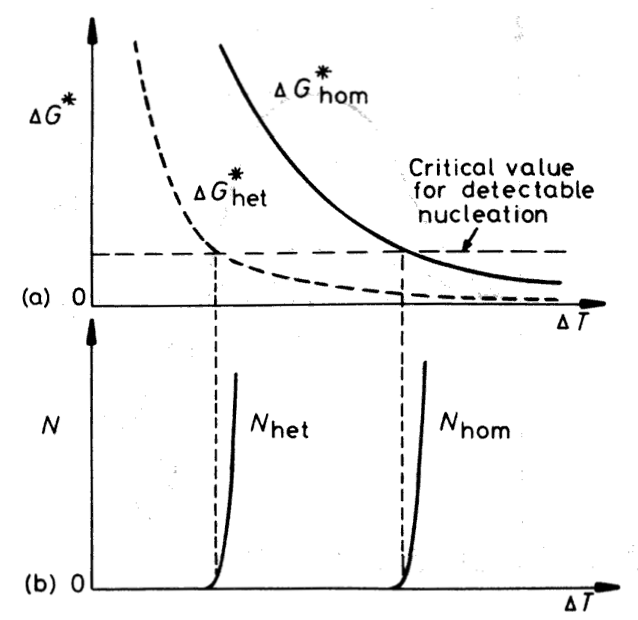 ΔG*
ΔG*hom
ΔG*het
Critical value
for detectable
nucleation
(a) 0
ΔT
N
Nhet
Nhom
(b) 0
ΔT